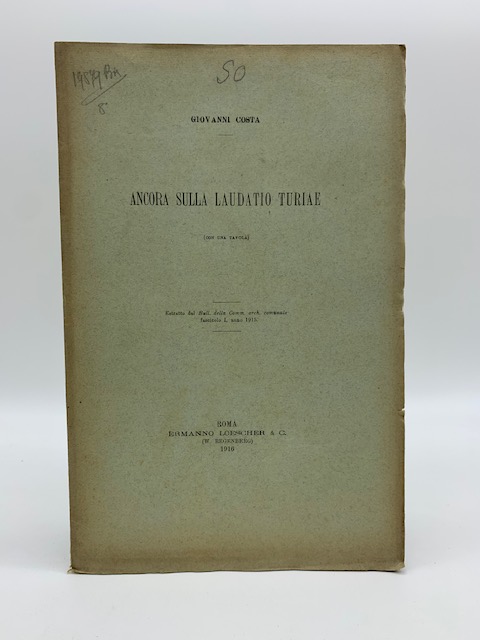 50
GIOVANNI COSTA
ANCORA SULLA LAUDATIO TURIAE
(CON UNA TAVOLA)
Estratto dal Bull. della Comm. arch. comunale
fascicolo I. anno 1915.
ROMA
ERMANNO LOESCHER & C.
(W. REGENBERG)
1916